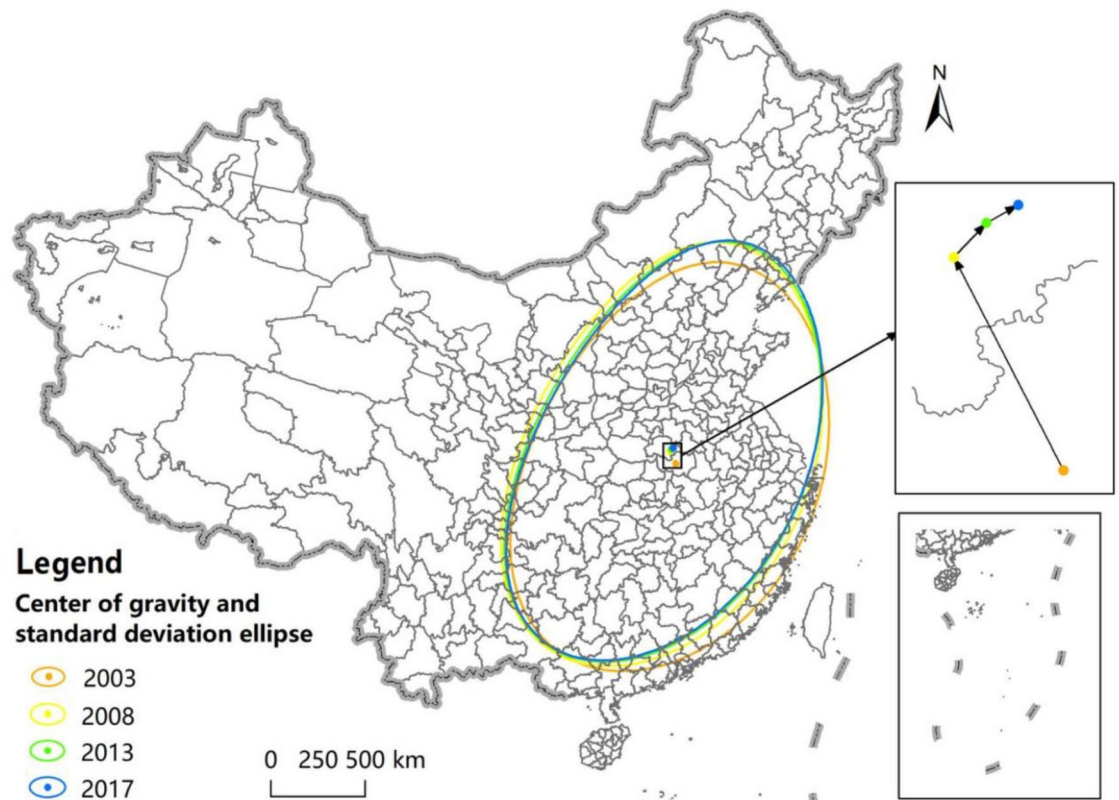 N
Legend
Center of gravity and
standard deviation ellipse
2003
2008
2013
2017
0 250 500 km